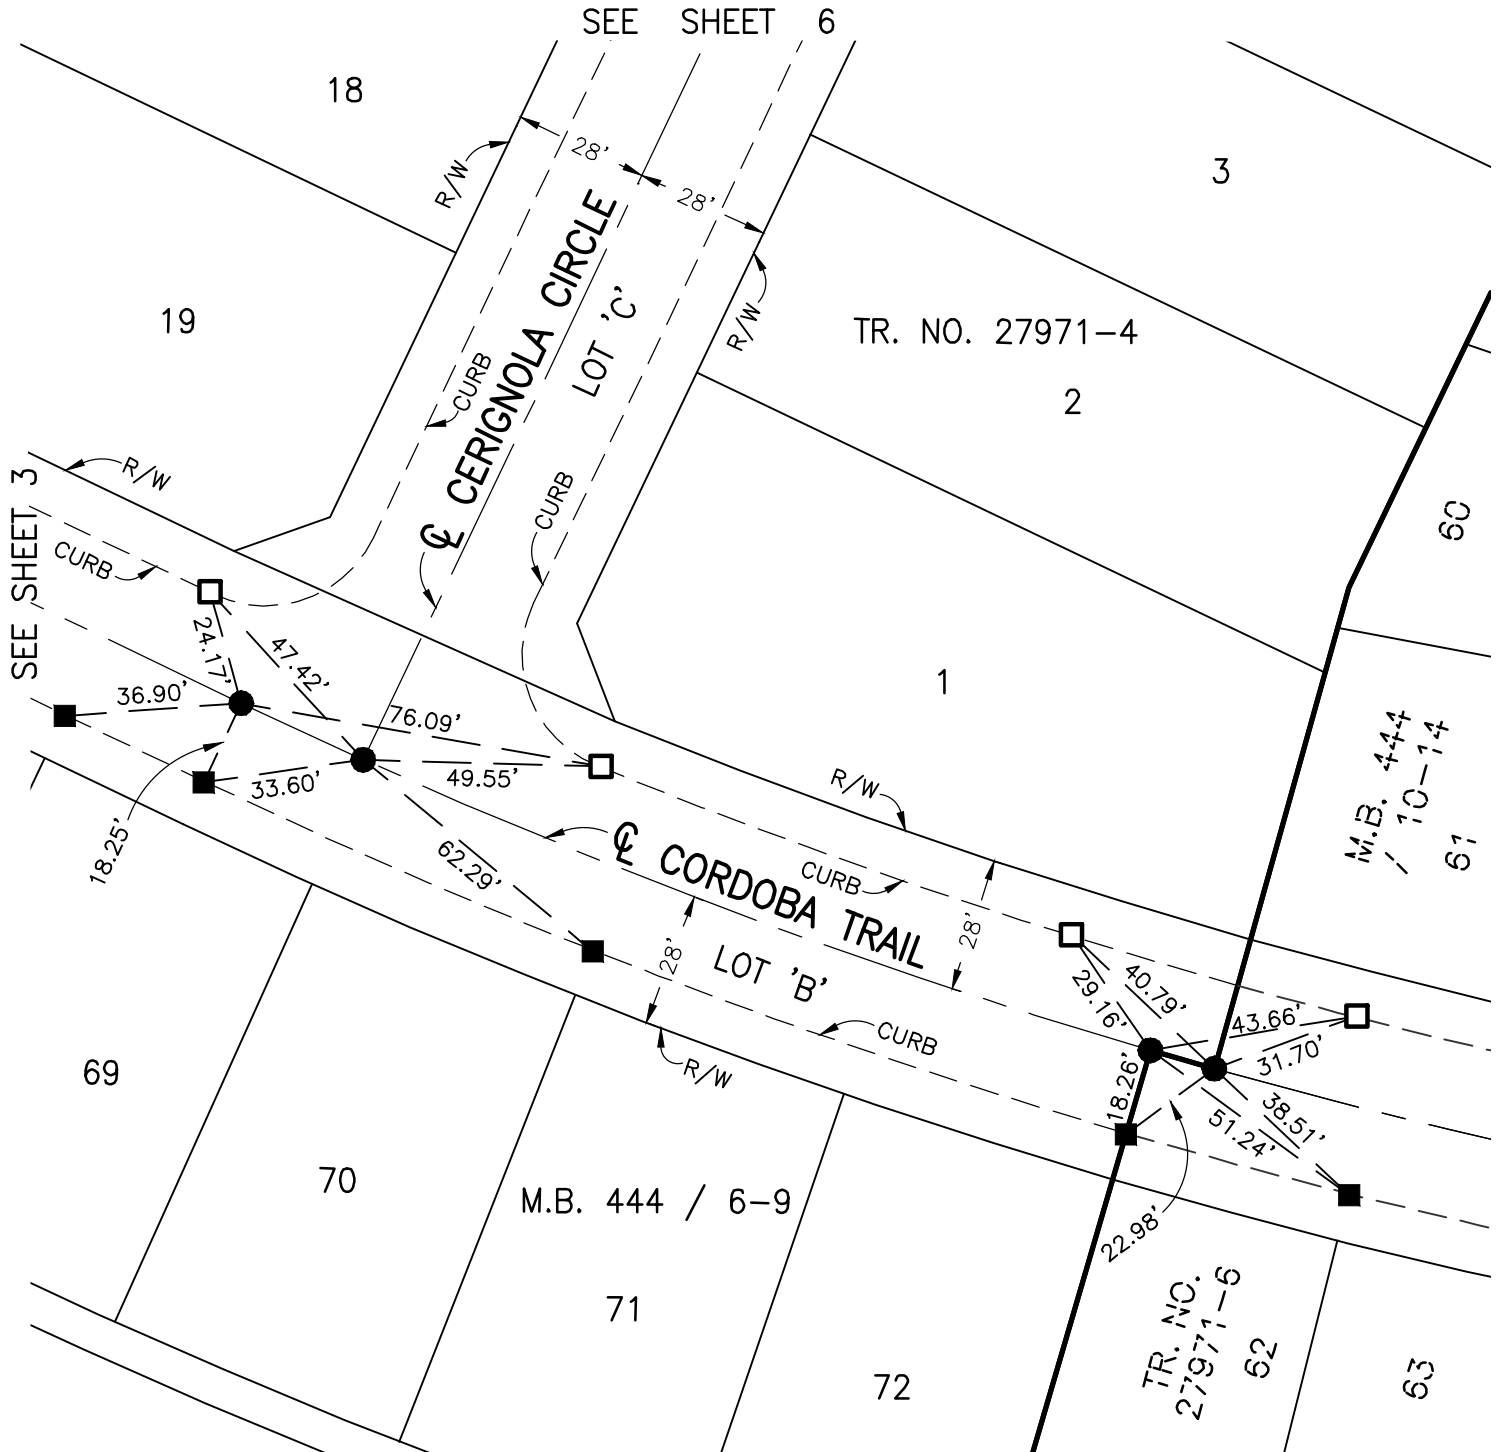 SEE SHEET 6
18
28'
28'
R/W
R/W
3
19
CERIGNOLA CIRCLE
LOT 'C'
TR. NO. 27971-4
2
CURB
CURB
R/W
SEE SHEET 3
CURB
60
24.17'
47.42'
36.90'
76.09'
33.60'
49.55'
18.25'
62.29'
1
R/W
M.B. 444
/ 10-14
61
℄ CORDOBA TRAIL
LOT 'B'
CURB
28'
28'
CURB
R/W
29.16'
40.79'
43.66'
31.70'
18.26'
38.51'
51.24'
22.98'
69
70
M.B. 444 / 6-9
71
72
TR. NO.
27971-6
62
63